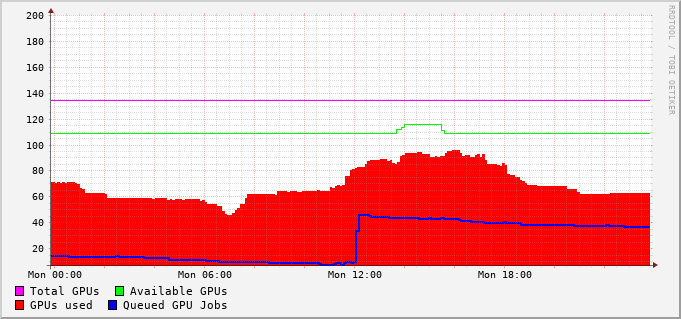 200
180
160
140
120
100
80
60
40
20
Mon 00:00 Mon 06:00 Mon 12:00 Mon 18:00
Total GPUs Available GPUs
GPUs used Queued GPU Jobs
RRDTOOL / TOBI OETIKER